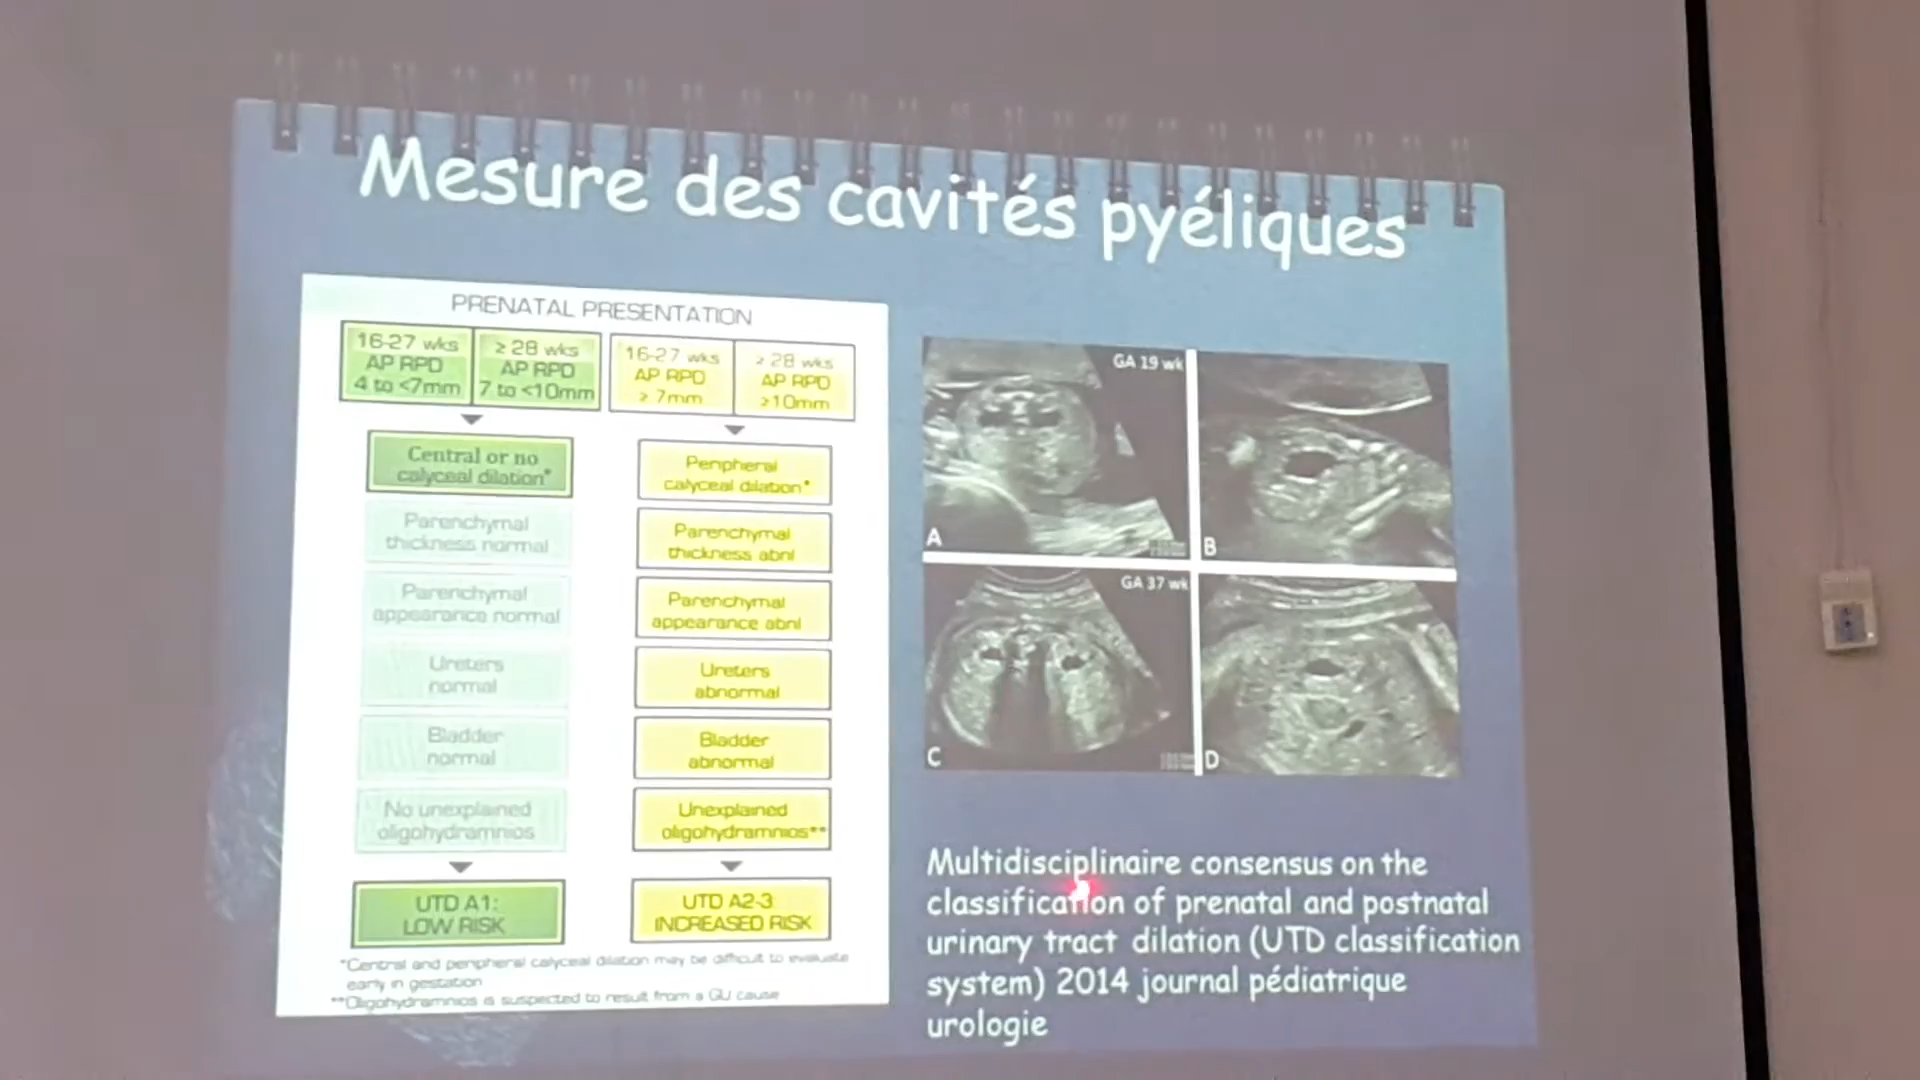 Mesure des cavités pyéliques
PRENATAL PRESENTATION
16-27 wks
AP RPD
4 to <7mm
≥ 28 wks
AP RPD
7 to <10mm
16-27 wks
AP RPD
≥ 7mm
≥ 28 wks
AP RPD
≥10mm
Central or no
calyceal dilation*
Parenchymal
thickness normal
Parenchymal
appearance normal
Ureters
normal
Bladder
normal
No unexplained
oligohydramnios
UTD A1:
LOW RISK
Peripheral
calyceal dilation*
Parenchymal
thickness abnl
Parenchymal
appearance abnl
Ureters
abnormal
Bladder
abnormal
Unexplained
oligohydramnios**
UTD A2-3:
INCREASED RISK
*Central and peripheral calyceal dilation may be difficult to evaluate
early in gestation
**Oligohydramnios is suspected to result from a GU cause
GA 19 wk
A
B
GA 37 wk
C
D
Multidisciplinaire consensus on the
classification of prenatal and postnatal
urinary tract dilation (UTD classification
system) 2014 journal pédiatrique
urologie